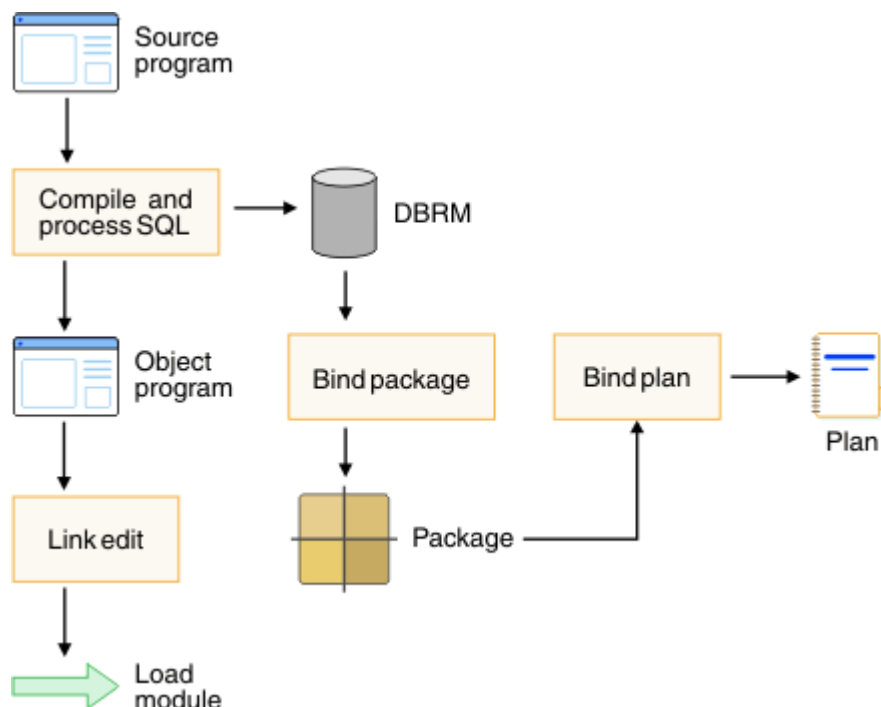 Source
program
Compile and
process SQL
DBRM
Object
program
Bind package
Bind plan
Plan
Link edit
Package
Load
module